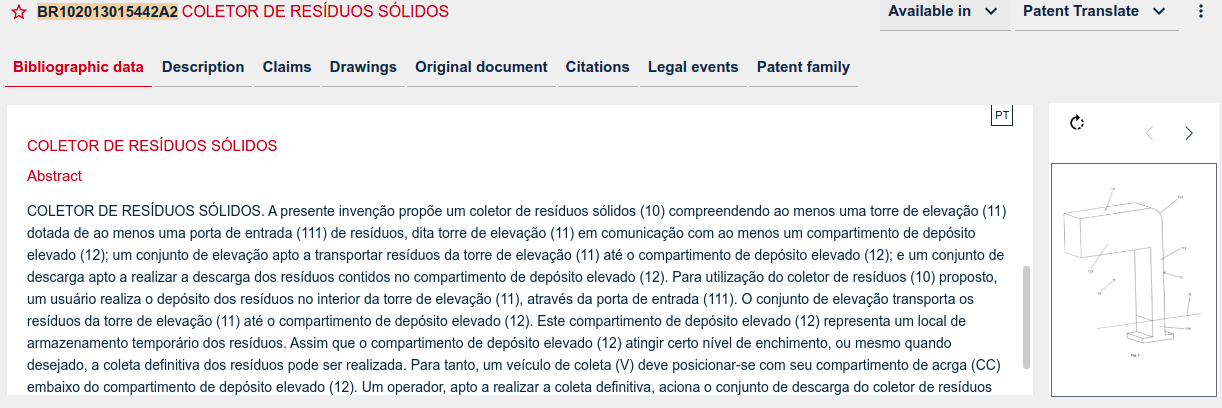 BR102013015442A2 COLETOR DE RESÍDUOS SÓLIDOS
Available in
Patent Translate
Bibliographic data
Description
Claims
Drawings
Original document
Citations
Legal events
Patent family
PT
COLETOR DE RESÍDUOS SÓLIDOS
Abstract
COLETOR DE RESÍDUOS SÓLIDOS. A presente invenção propõe um coletor de resíduos sólidos (10) compreendendo ao menos uma torre de elevação (11)
dotada de ao menos uma porta de entrada (111) de resíduos, dita torre de elevação (11) em comunicação com ao menos um compartimento de depósito
elevado (12); um conjunto de elevação apto a transportar resíduos da torre de elevação (11) até o compartimento de depósito elevado (12); e um conjunto de
descarga apto a realizar a descarga dos resíduos contidos no compartimento de depósito elevado (12). Para utilização do coletor de resíduos (10) proposto,
um usuário realiza o depósito dos resíduos no interior da torre de elevação (11), através da porta de entrada (111). O conjunto de elevação transporta os
resíduos da torre de elevação (11) até o compartimento de depósito elevado (12). Este compartimento de depósito elevado (12) representa um local de
armazenamento temporário dos resíduos. Assim que o compartimento de depósito elevado (12) atingir certo nível de enchimento, ou mesmo quando
desejado, a coleta definitiva dos resíduos pode ser realizada. Para tanto, um veículo de coleta (V) deve posicionar-se com seu compartimento de acrga (CC)
embaixo do compartimento de depósito elevado (12). Um operador, apto a realizar a coleta definitiva, aciona o conjunto de descarga do coletor de resíduos
Fig. 1